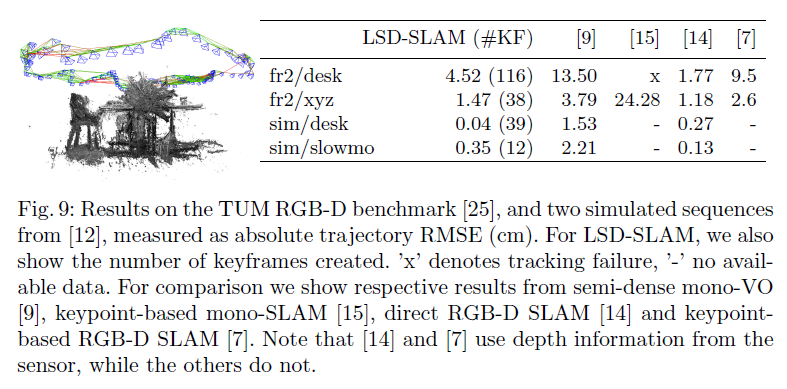 LSD-SLAM (#KF) [9] [15] [14] [7]
fr2/desk 4.52 (116) 13.50 x 1.77 9.5
fr2/xyz 1.47 (38) 3.79 24.28 1.18 2.6
sim/desk 0.04 (39) 1.53 - 0.27 -
sim/slowmo 0.35 (12) 2.21 - 0.13 -
Fig. 9: Results on the TUM RGB-D benchmark [25], and two simulated sequences
from [12], measured as absolute trajectory RMSE (cm). For LSD-SLAM, we also
show the number of keyframes created. 'x' denotes tracking failure, '-' no avail-
able data. For comparison we show respective results from semi-dense mono-VO
[9], keypoint-based mono-SLAM [15], direct RGB-D SLAM [14] and keypoint-
based RGB-D SLAM [7]. Note that [14] and [7] use depth information from the
sensor, while the others do not.